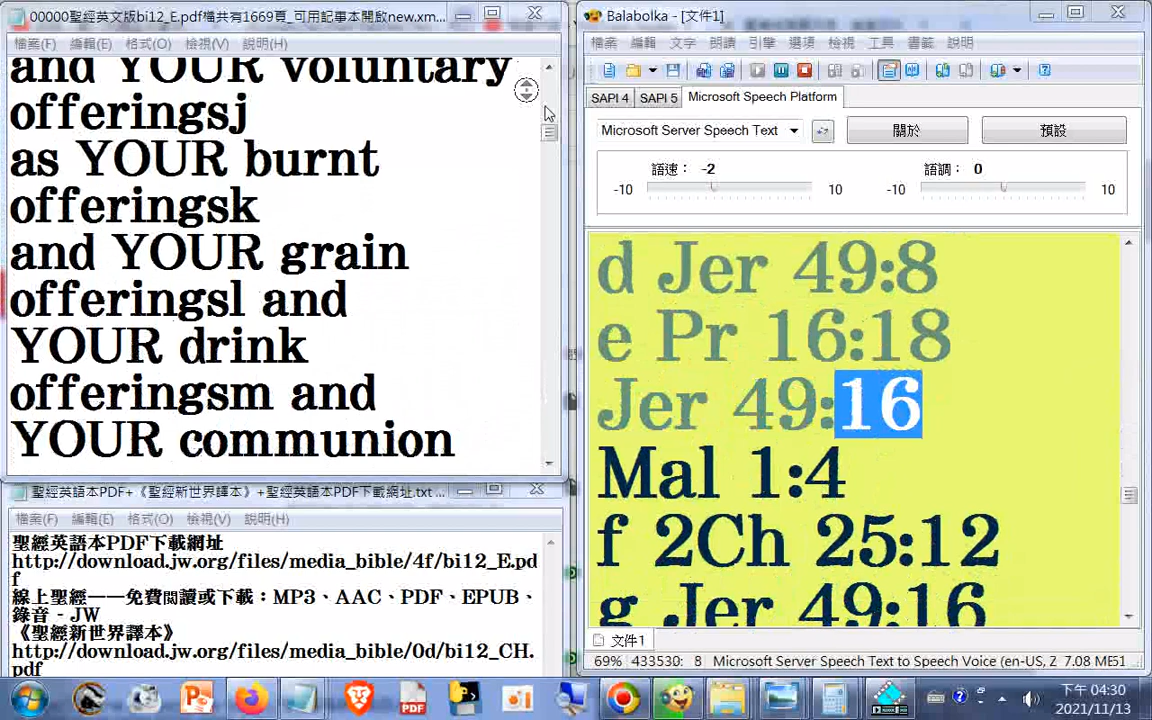 00000聖經英文版bi12_E.pdf檔共有1669頁_可用記事本開啟new.xm...
檔案(F) 編輯(E) 格式(O) 檢視(V) 說明(H)
and YOUR voluntary
offeringsj
as YOUR burnt
offeringsk
and YOUR grain
offeringsl and
YOUR drink
offeringsm and
YOUR communion
聖經英語本PDF+《聖經新世界譯本》+聖經英語本PDF下載網址.txt ...
檔案(F) 編輯(E) 格式(O) 檢視(V) 說明(H)
聖經英語本PDF下載網址
http://download.jw.org/files/media_bible/4f/bi12_E.pd
f
線上聖經——免費閱讀或下載：MP3、AAC、PDF、EPUB、
錄音 - JW
《聖經新世界譯本》
http://download.jw.org/files/media_bible/0d/bi12_CH.
pdf
Balabolka - [文件1]
檔案 編輯 文字 朗讀 引擎 選項 檢視 工具 書籤 說明
SAPI 4 SAPI 5 Microsoft Speech Platform
Microsoft Server Speech Text 關於 預設
語速： -2 語調： 0
-10 10 -10 10
d Jer 49:8
e Pr 16:18
Jer 49:16
Mal 1:4
f 2Ch 25:12
g Jer 49:16
文件1
69% 433530: 8 Microsoft Server Speech Text to Speech Voice (en-US, Z 7.08 ME51
下午 04:30
2021/11/13